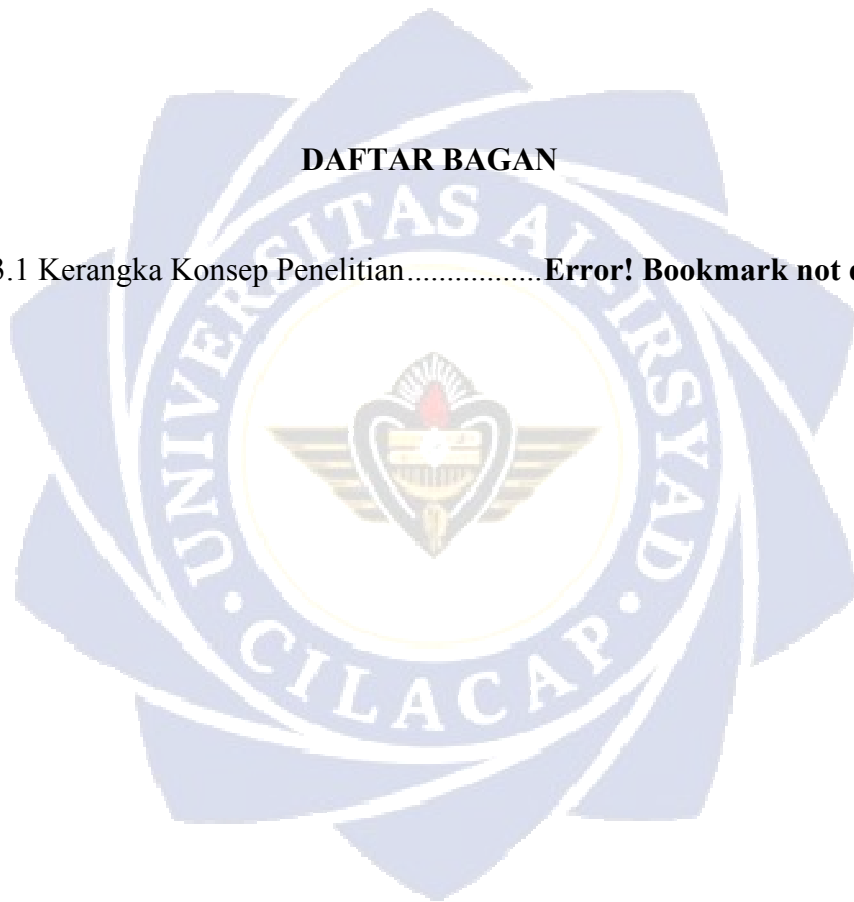 DAFTAR BAGAN
3.1 Kerangka Konsep Penelitian.................Error! Bookmark not
UNIVERSITAS AL-IRSYAD
• CILACAP •